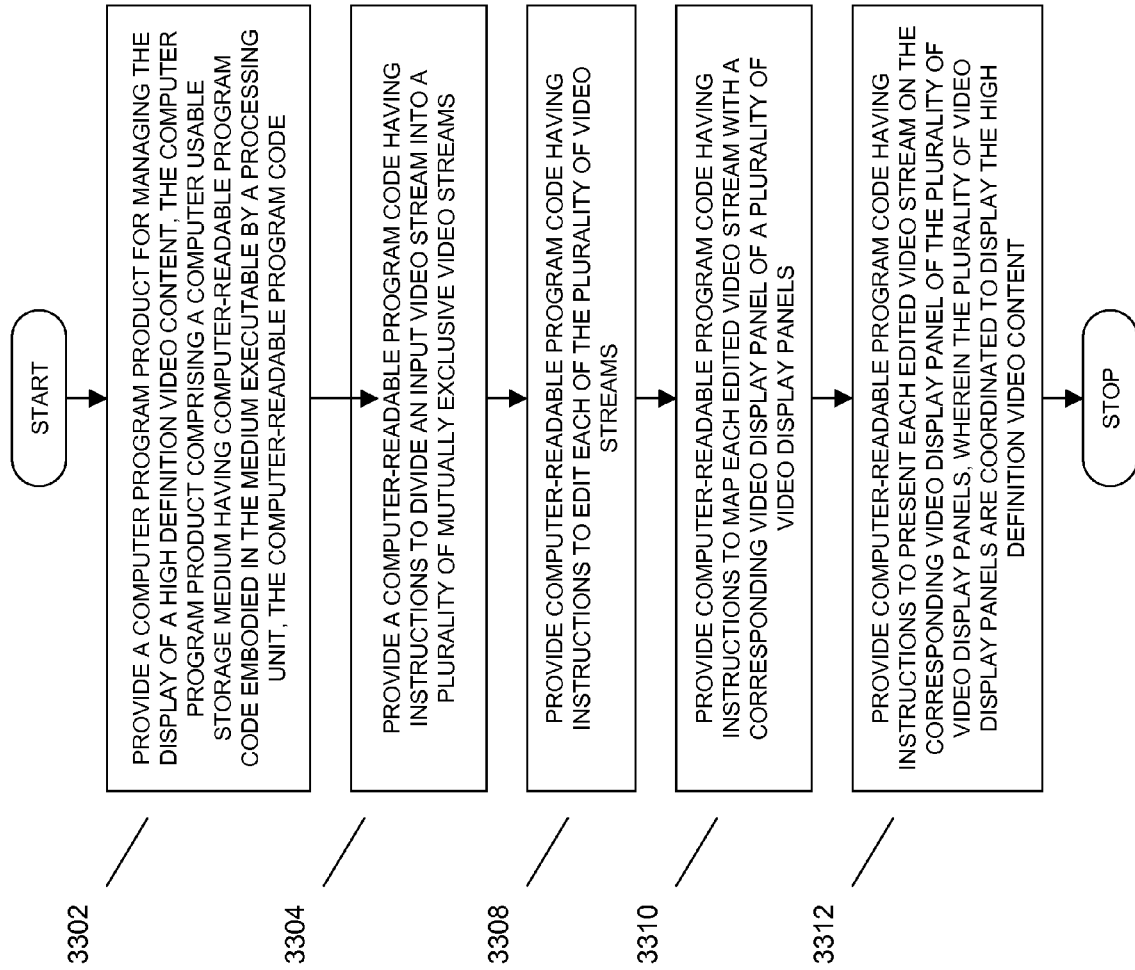 START
3302
PROVIDE A COMPUTER PROGRAM PRODUCT FOR MANAGING THE
DISPLAY OF A HIGH DEFINITION VIDEO CONTENT, THE COMPUTER
PROGRAM PRODUCT COMPRISING A COMPUTER USABLE
STORAGE MEDIUM HAVING COMPUTER-READABLE PROGRAM
CODE EMBODIED IN THE MEDIUM EXECUTABLE BY A PROCESSING
UNIT, THE COMPUTER-READABLE PROGRAM CODE
3304
PROVIDE A COMPUTER-READABLE PROGRAM CODE HAVING
INSTRUCTIONS TO DIVIDE AN INPUT VIDEO STREAM INTO A
PLURALITY OF MUTUALLY EXCLUSIVE VIDEO STREAMS
3308
PROVIDE COMPUTER-READABLE PROGRAM CODE HAVING
INSTRUCTIONS TO EDIT EACH OF THE PLURALITY OF VIDEO
STREAMS
3310
PROVIDE COMPUTER-READABLE PROGRAM CODE HAVING
INSTRUCTIONS TO MAP EACH EDITED VIDEO STREAM WITH A
CORRESPONDING VIDEO DISPLAY PANEL OF A PLURALITY OF
VIDEO DISPLAY PANELS
3312
PROVIDE COMPUTER-READABLE PROGRAM CODE HAVING
INSTRUCTIONS TO PRESENT EACH EDITED VIDEO STREAM ON THE
CORRESPONDING VIDEO DISPLAY PANEL OF THE PLURALITY OF
VIDEO DISPLAY PANELS, WHEREIN THE PLURALITY OF VIDEO
DISPLAY PANELS ARE COORDINATED TO DISPLAY THE HIGH
DEFINITION VIDEO CONTENT
STOP